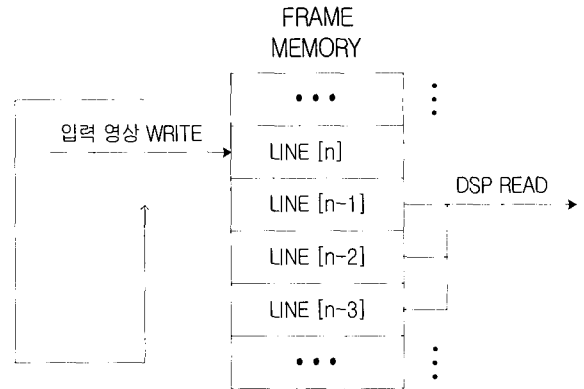 FRAME
MEMORY
•••
입력 영상 WRITE
LINE [n]
LINE [n-1]
DSP READ
LINE [n-2]
LINE [n-3]
•••